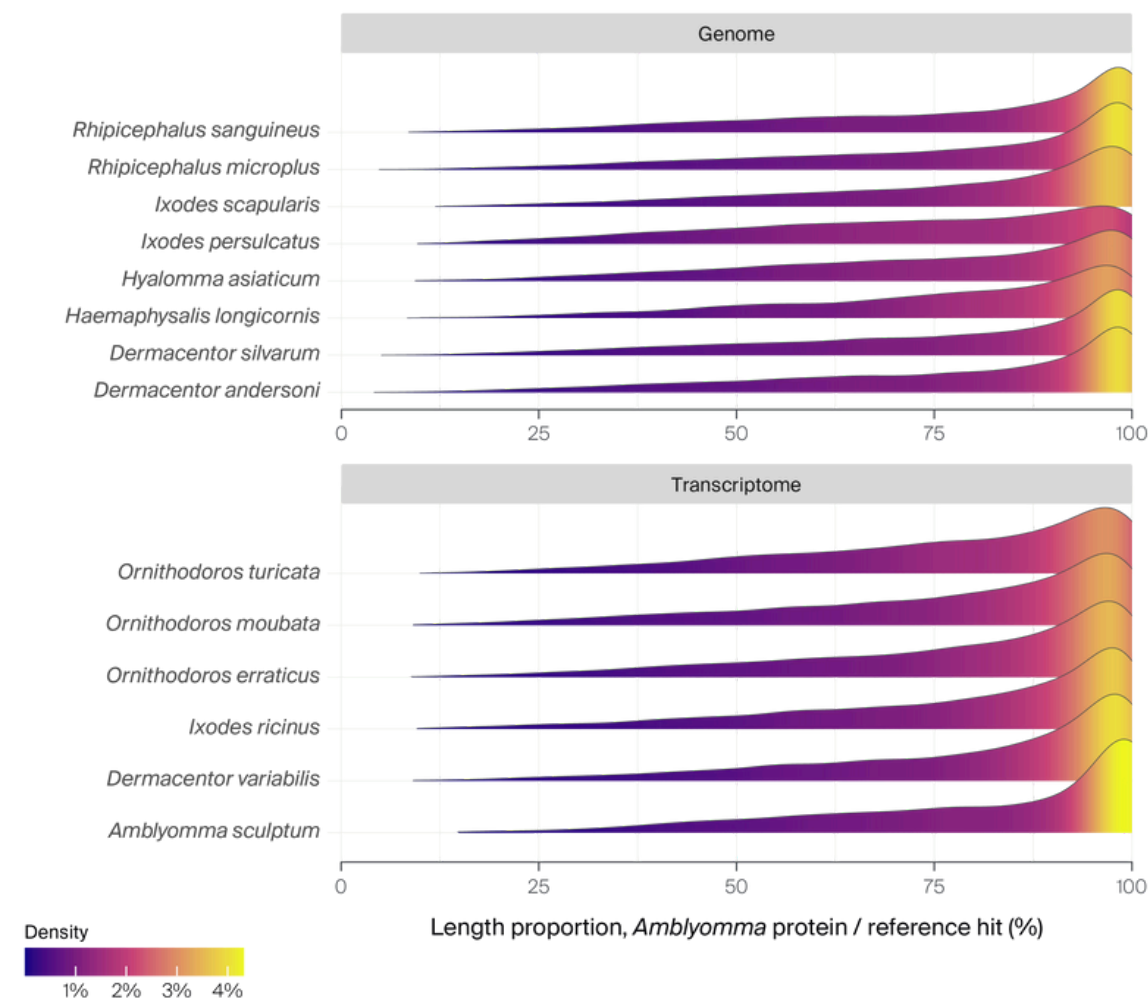 Genome
Rhipicephalus sanguineus
Rhipicephalus microplus
Ixodes scapularis
Ixodes persulcatus
Hyalomma asiaticum
Haemaphysalis longicornis
Dermacentor silvarum
Dermacentor andersoni
0 25 50 75 100
Transcriptome
Ornithodoros turicata
Ornithodoros moubata
Ornithodoros erraticus
Ixodes ricinus
Dermacentor variabilis
Amblyomma sculptum
0 25 50 75 100
Length proportion, Amblyomma protein / reference hit (%)
Density
1% 2% 3% 4%